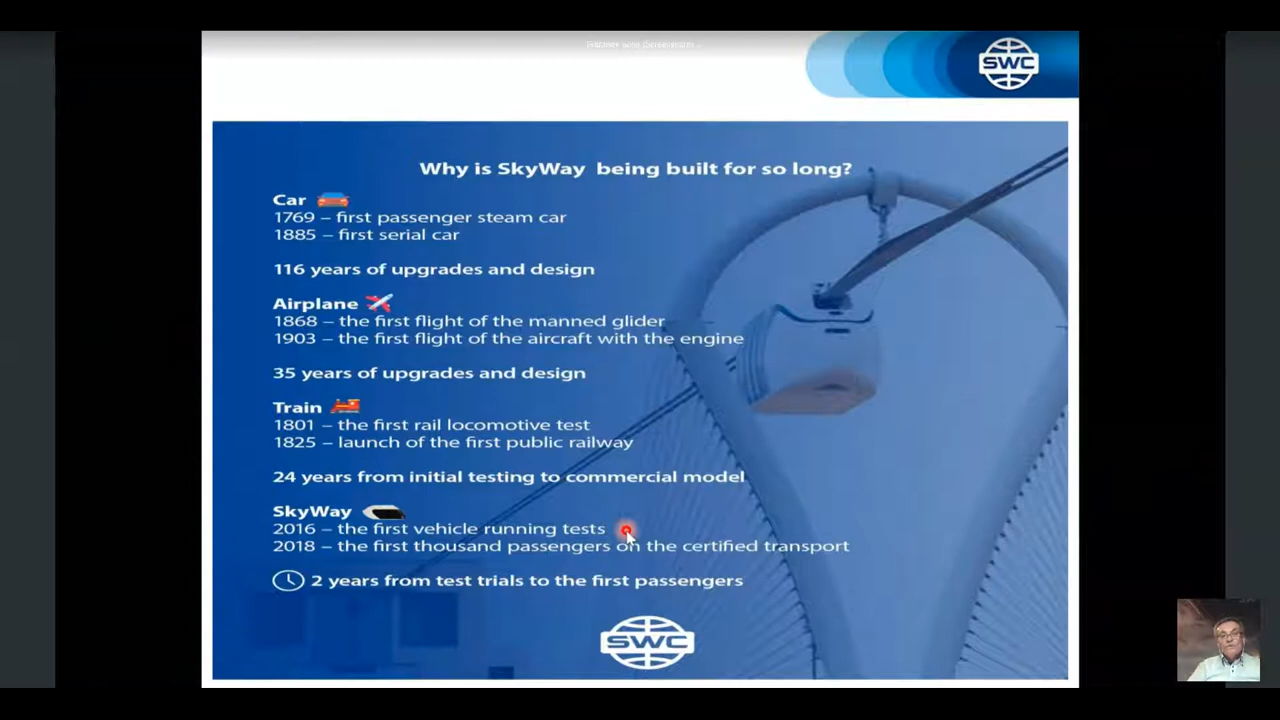 SWC
Why is SkyWay being built for so long?
Car
1769 – first passenger steam car
1885 – first serial car
116 years of upgrades and design
Airplane
1868 – the first flight of the manned glider
1903 – the first flight of the aircraft with the engine
35 years of upgrades and design
Train
1801 – the first rail locomotive test
1825 – launch of the first public railway
24 years from initial testing to commercial model
SkyWay
2016 – the first vehicle running tests
2018 – the first thousand passengers on the certified transport
2 years from test trials to the first passengers
SWC